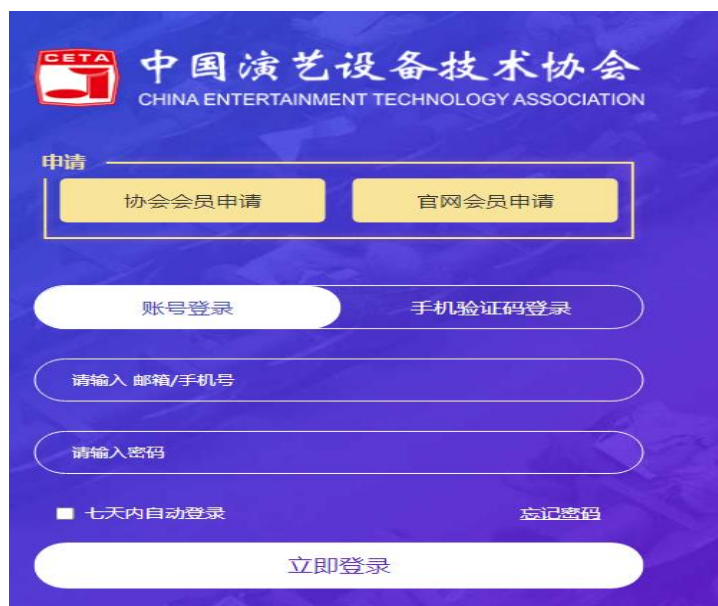 CETA
中国演艺设备技术协会
CHINA ENTERTAINMENT TECHNOLOGY ASSOCIATION
申请
协会会员申请 官网会员申请
账号登录 手机验证码登录
请输入 邮箱/手机号
请输入密码
七天内自动登录 忘记密码
立即登录